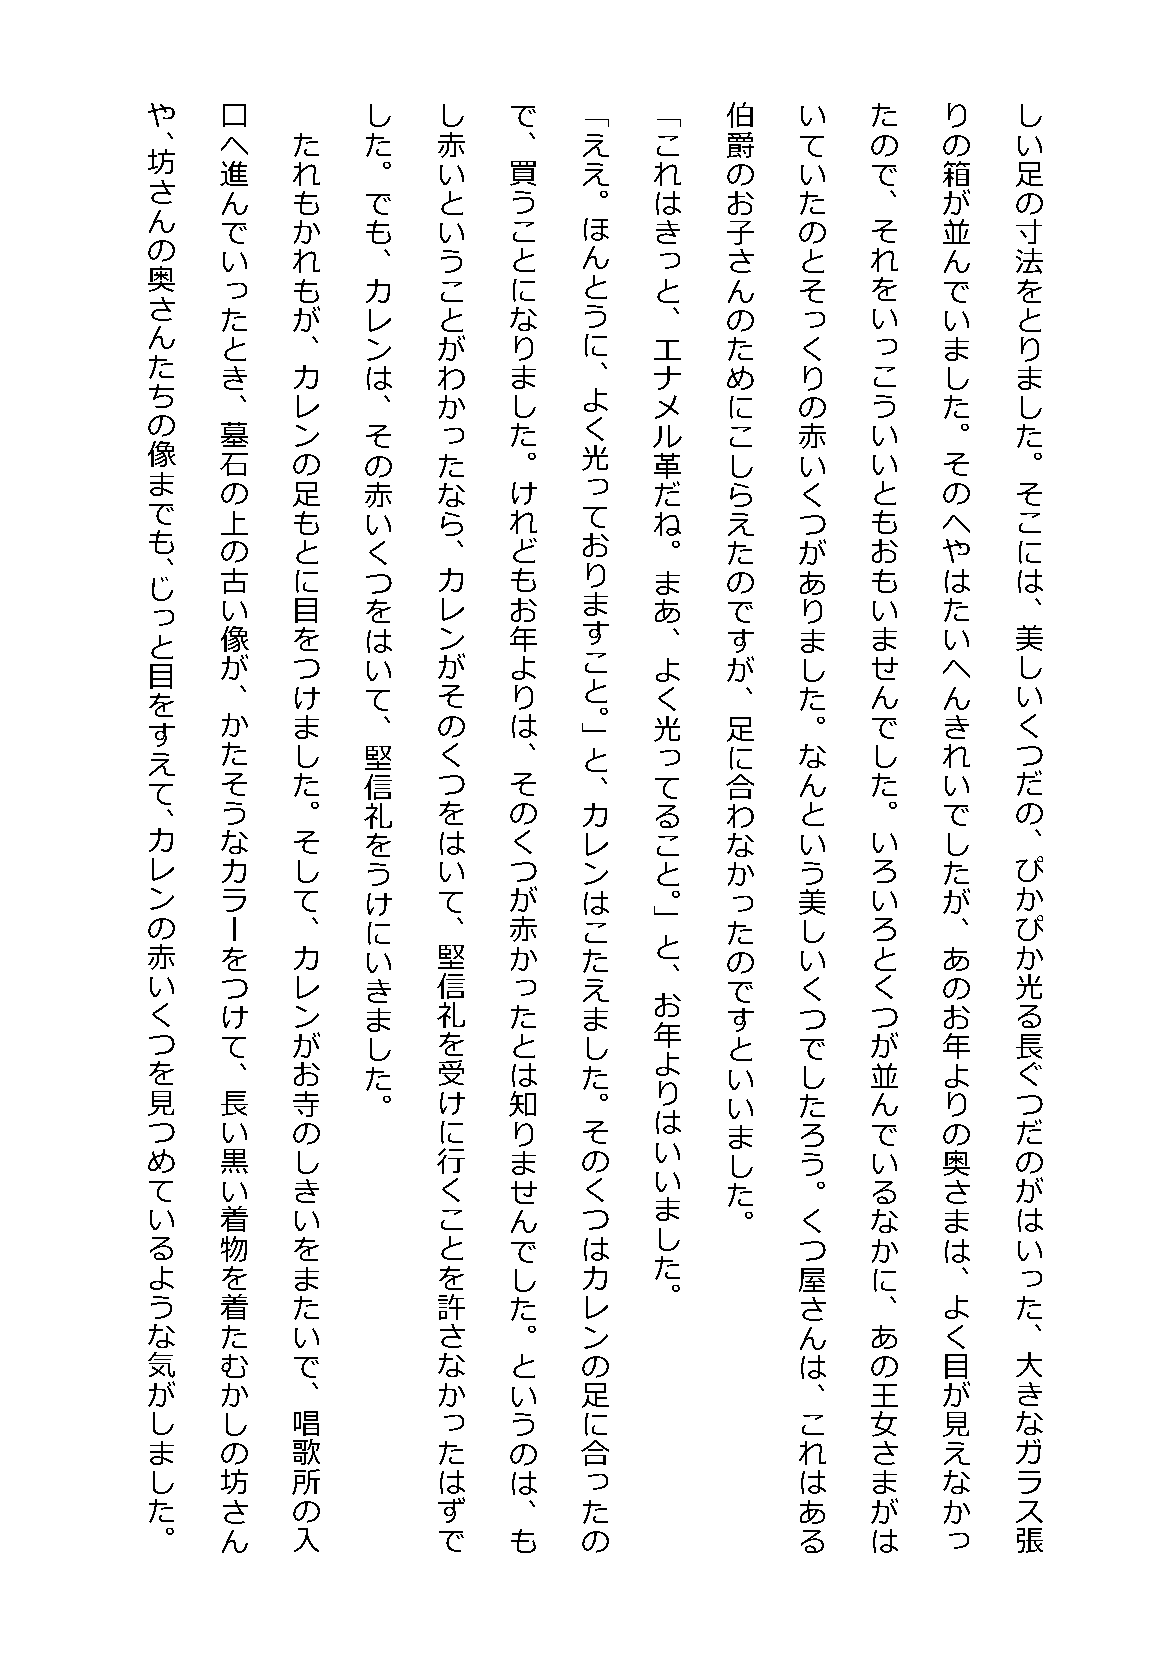 しい足の寸法をとりました。そこには、美しいくつだの、ぴかぴか光る長ぐつだのがはいった、大きなガラス張
りの箱が並んでいました。そのへやはたいへんきれいでしたが、あのお年よりの奥さまは、よく目が見えなかっ
たので、それをいっこういいともおもいませんでした。いろいろとくつが並んでいるなかに、あの王女さまがは
いていたのとそっくりの赤いくつがありました。なんという美しいくつでしたろう。くつ屋さんは、これはある
伯爵のお子さんのためにこしらえたのですが、足に合わなかったのですといいました。
「これはきっと、エナメル革だね。まあ、よく光ってること。」と、お年よりはいいました。
「ええ。ほんとうに、よく光っておりますこと。」と、カレンはこたえました。そのくつはカレンの足に合ったの
で、買うことになりました。けれどもお年よりは、そのくつが赤かったとは知りませんでした。というのは、も
し赤いということがわかったなら、カレンがそのくつをはいて、堅信礼を受けに行くことを許さなかったはずで
した。でも、カレンは、その赤いくつをはいて、堅信礼をうけにいきました。
たれもかれもが、カレンの足もとに目をつけました。そして、カレンがお寺のしきいをまたいで、唱歌所の入
口へ進んでいったとき、墓石の上の古い像が、かたそうなカラーをつけて、長い黒い着物を着たむかしの坊さん
や、坊さんの奥さんたちの像までも、じっと目をすえて、カレンの赤いくつを見つめているような気がしました。